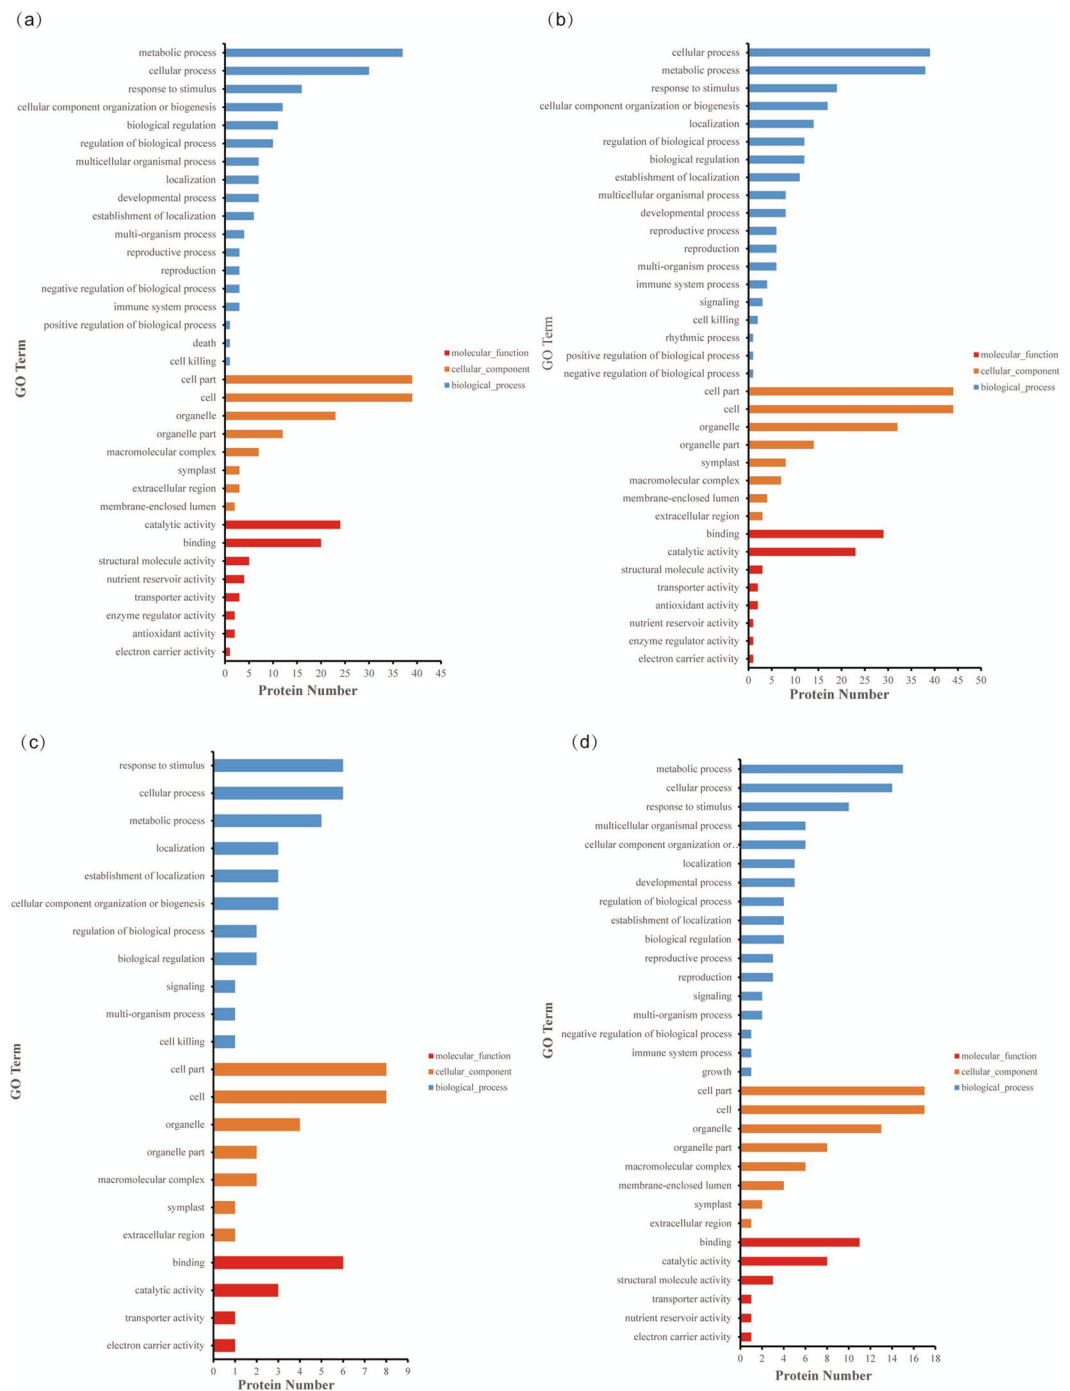 (a)
metabolic process
cellular process
response to stimulus
cellular component organization or biogenesis
biological regulation
regulation of biological process
multicellular organismal process
localization
developmental process
establishment of localization
multi-organism process
reproductive process
reproduction
negative regulation of biological process
immune system process
positive regulation of biological process
death
cell killing
cell part
cell
organelle
organelle part
macromolecular complex
symplast
extracellular region
membrane-enclosed lumen
catalytic activity
binding
structural molecule activity
nutrient reservoir activity
transporter activity
enzyme regulator activity
antioxidant activity
electron carrier activity
GO Term
molecular_function
cellular_component
biological_process
0 5 10 15 20 25 30 35 40 45
Protein Number
(b)
cellular process
metabolic process
response to stimulus
cellular component organization or biogenesis
localization
regulation of biological process
biological regulation
establishment of localization
multicellular organismal process
developmental process
reproductive process
reproduction
multi-organism process
immune system process
signaling
cell killing
rhythmic process
positive regulation of biological process
negative regulation of biological process
cell part
cell
organelle
organelle part
symplast
macromolecular complex
membrane-enclosed lumen
extracellular region
binding
catalytic activity
structural molecule activity
transporter activity
antioxidant activity
nutrient reservoir activity
enzyme regulator activity
electron carrier activity
GO Term
molecular_function
cellular_component
biological_process
0 5 10 15 20 25 30 35 40 45 50
Protein Number
(c)
response to stimulus
cellular process
metabolic process
localization
establishment of localization
cellular component organization or biogenesis
regulation of biological process
biological regulation
signaling
multi-organism process
cell killing
cell part
cell
organelle
organelle part
macromolecular complex
symplast
extracellular region
binding
catalytic activity
transporter activity
electron carrier activity
GO Term
molecular_function
cellular_component
biological_process
0 1 2 3 4 5 6 7 8 9
Protein Number
(d)
metabolic process
cellular process
response to stimulus
multicellular organismal process
cellular component organization or..
localization
developmental process
regulation of biological process
establishment of localization
biological regulation
reproductive process
reproduction
signaling
multi-organism process
negative regulation of biological process
immune system process
growth
cell part
cell
organelle
organelle part
macromolecular complex
membrane-enclosed lumen
symplast
extracellular region
binding
catalytic activity
structural molecule activity
transporter activity
nutrient reservoir activity
electron carrier activity
GO Term
molecular_function
cellular_component
biological_process
0 2 4 6 8 10 12 14 16 18
Protein Number